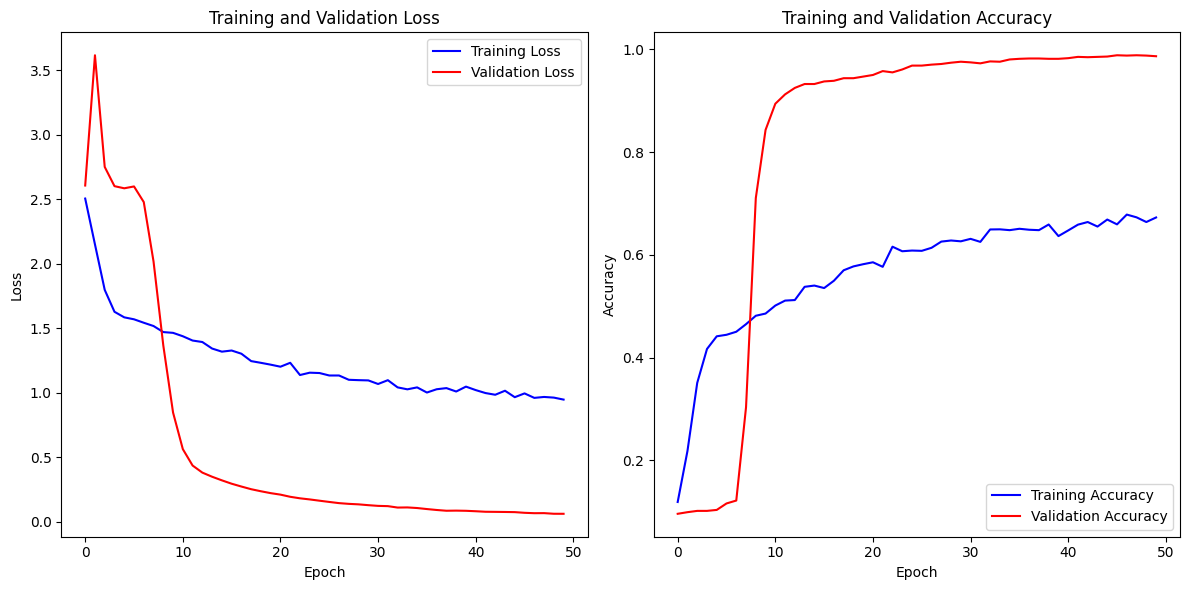 Training and Validation Loss
Training Loss
Validation Loss
3.5
3.0
2.5
2.0
1.5
1.0
0.5
0.0
Loss
0 10 20 30 40 50
Epoch
Training and Validation Accuracy
1.0
0.8
0.6
0.4
0.2
Accuracy
Training Accuracy
Validation Accuracy
0 10 20 30 40 50
Epoch